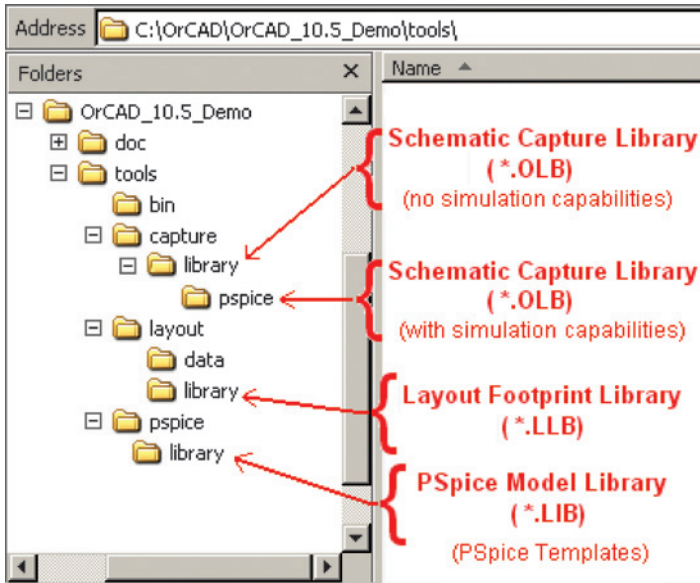 Address C:\OrCAD\OrCAD_10.5_Demo\tools\
Folders
Name
OrCAD_10.5_Demo
doc
tools
bin
capture
library
pspice
layout
data
library
pspice
library
Schematic Capture Library
(*.OLB)
(no simulation capabilities)
Schematic Capture Library
(*.OLB)
(with simulation capabilities)
Layout Footprint Library
(*.LLB)
PSpice Model Library
(*.LIB)
(PSpice Templates)